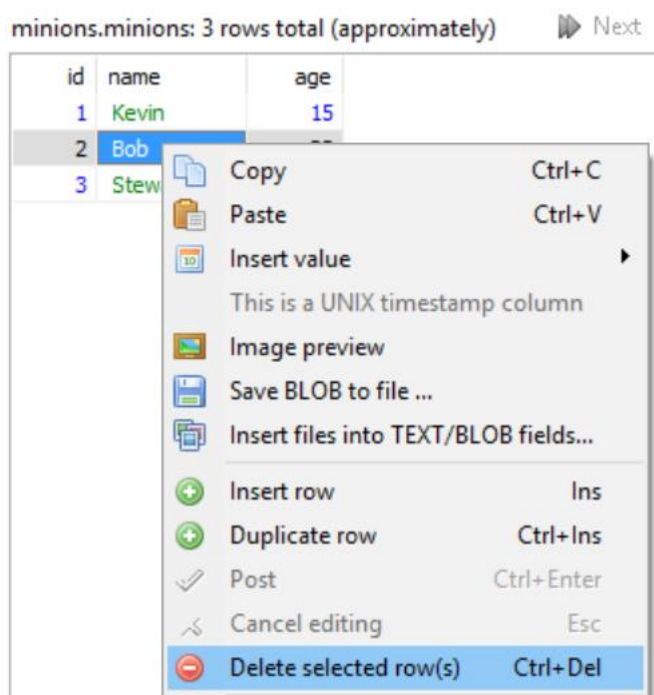 minions.minions: 3 rows total (approximately) Next
id name age
1 Kevin 15
2 Bob
3
Copy Ctrl+C
Paste Ctrl+V
Insert value
This is a UNIX timestamp column
Image preview
Save BLOB to file ...
Insert files into TEXT/BLOB fields...
Insert row Ins
Duplicate row Ctrl+Ins
Post Ctrl+Enter
Cancel editing Esc
Delete selected row(s) Ctrl+Del